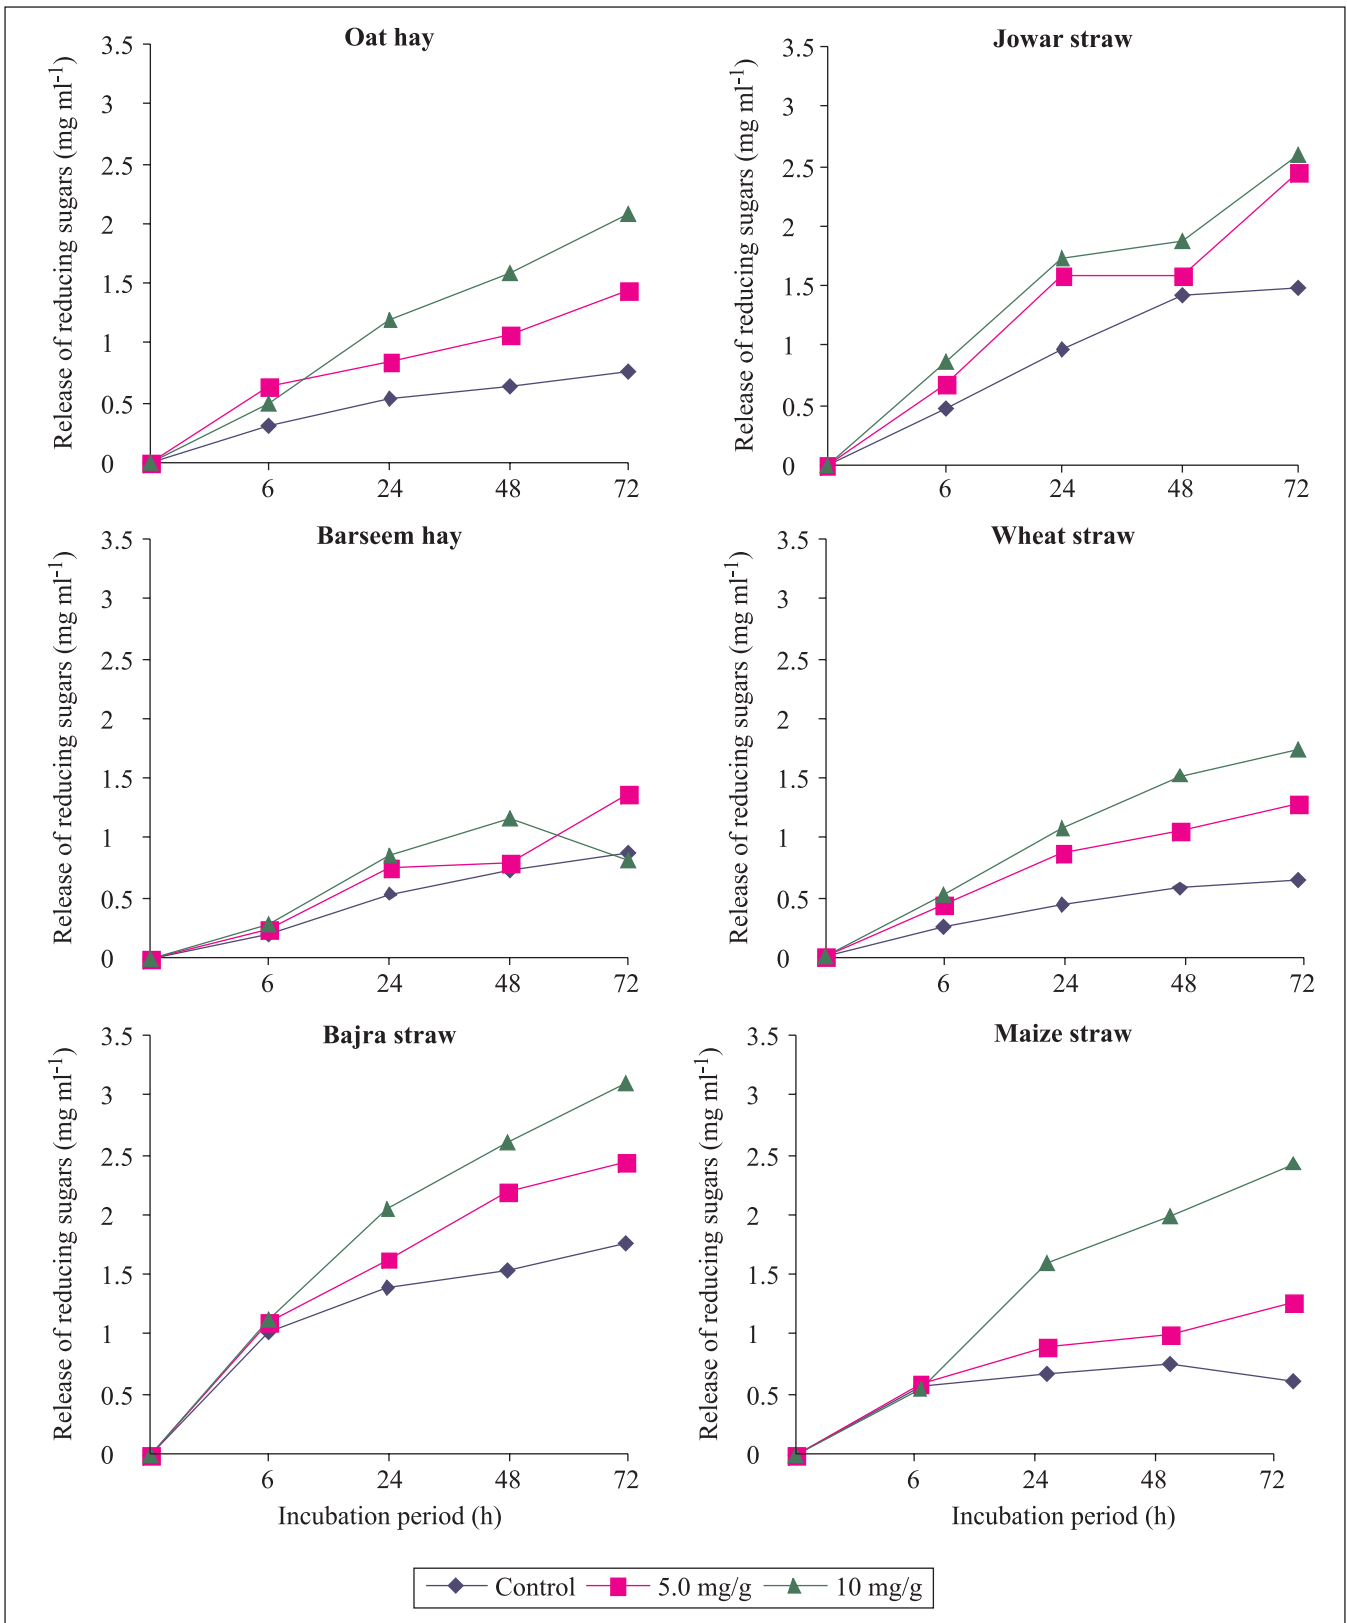 Oat hay
Release of reducing sugars (mg ml-1)
3.5
3
2.5
2
1.5
1
0.5
0
6 24 48 72
Jowar straw
Release of reducing sugars (mg ml-1)
3.5
3
2.5
2
1.5
1
0.5
0
6 24 48 72
Barseem hay
Release of reducing sugars (mg ml-1)
3.5
3
2.5
2
1.5
1
0.5
0
6 24 48 72
Wheat straw
Release of reducing sugars (mg ml-1)
3.5
3
2.5
2
1.5
1
0.5
0
6 24 48 72
Bajra straw
Release of reducing sugars (mg ml-1)
3.5
3
2.5
2
1.5
1
0.5
0
6 24 48 72
Incubation period (h)
Maize straw
Release of reducing sugars (mg ml-1)
3.5
3
2.5
2
1.5
1
0.5
0
6 24 48 72
Incubation period (h)
Control 5.0 mg/g 10 mg/g